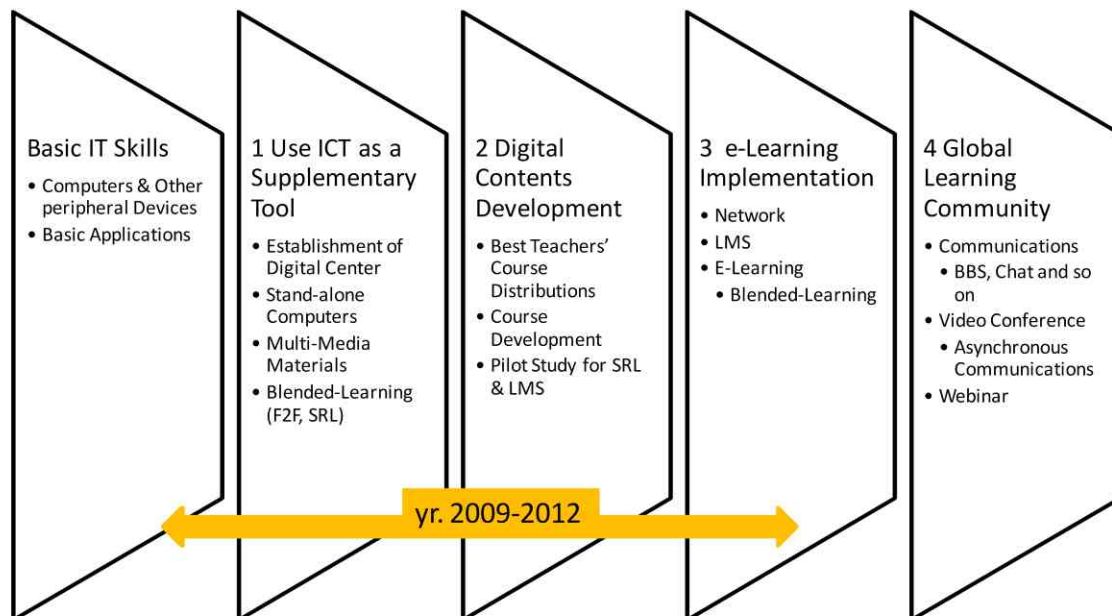 Basic IT Skills
• Computers & Other
peripheral Devices
• Basic Applications
1 Use ICT as a
Supplementary
Tool
• Establishment of
Digital Center
• Stand-alone
Computers
• Multi-Media
Materials
• Blended-Learning
(F2F, SRL)
2 Digital
Contents
Development
• Best Teachers’
Course
Distributions
• Course
Development
• Pilot Study for SRL
& LMS
3 e-Learning
Implementation
• Network
• LMS
• E-Learning
• Blended-Learning
4 Global
Learning
Community
• Communications
• BBS, Chat and so
on
• Video Conference
• Asynchronous
Communications
• Webinar
yr. 2009-2012